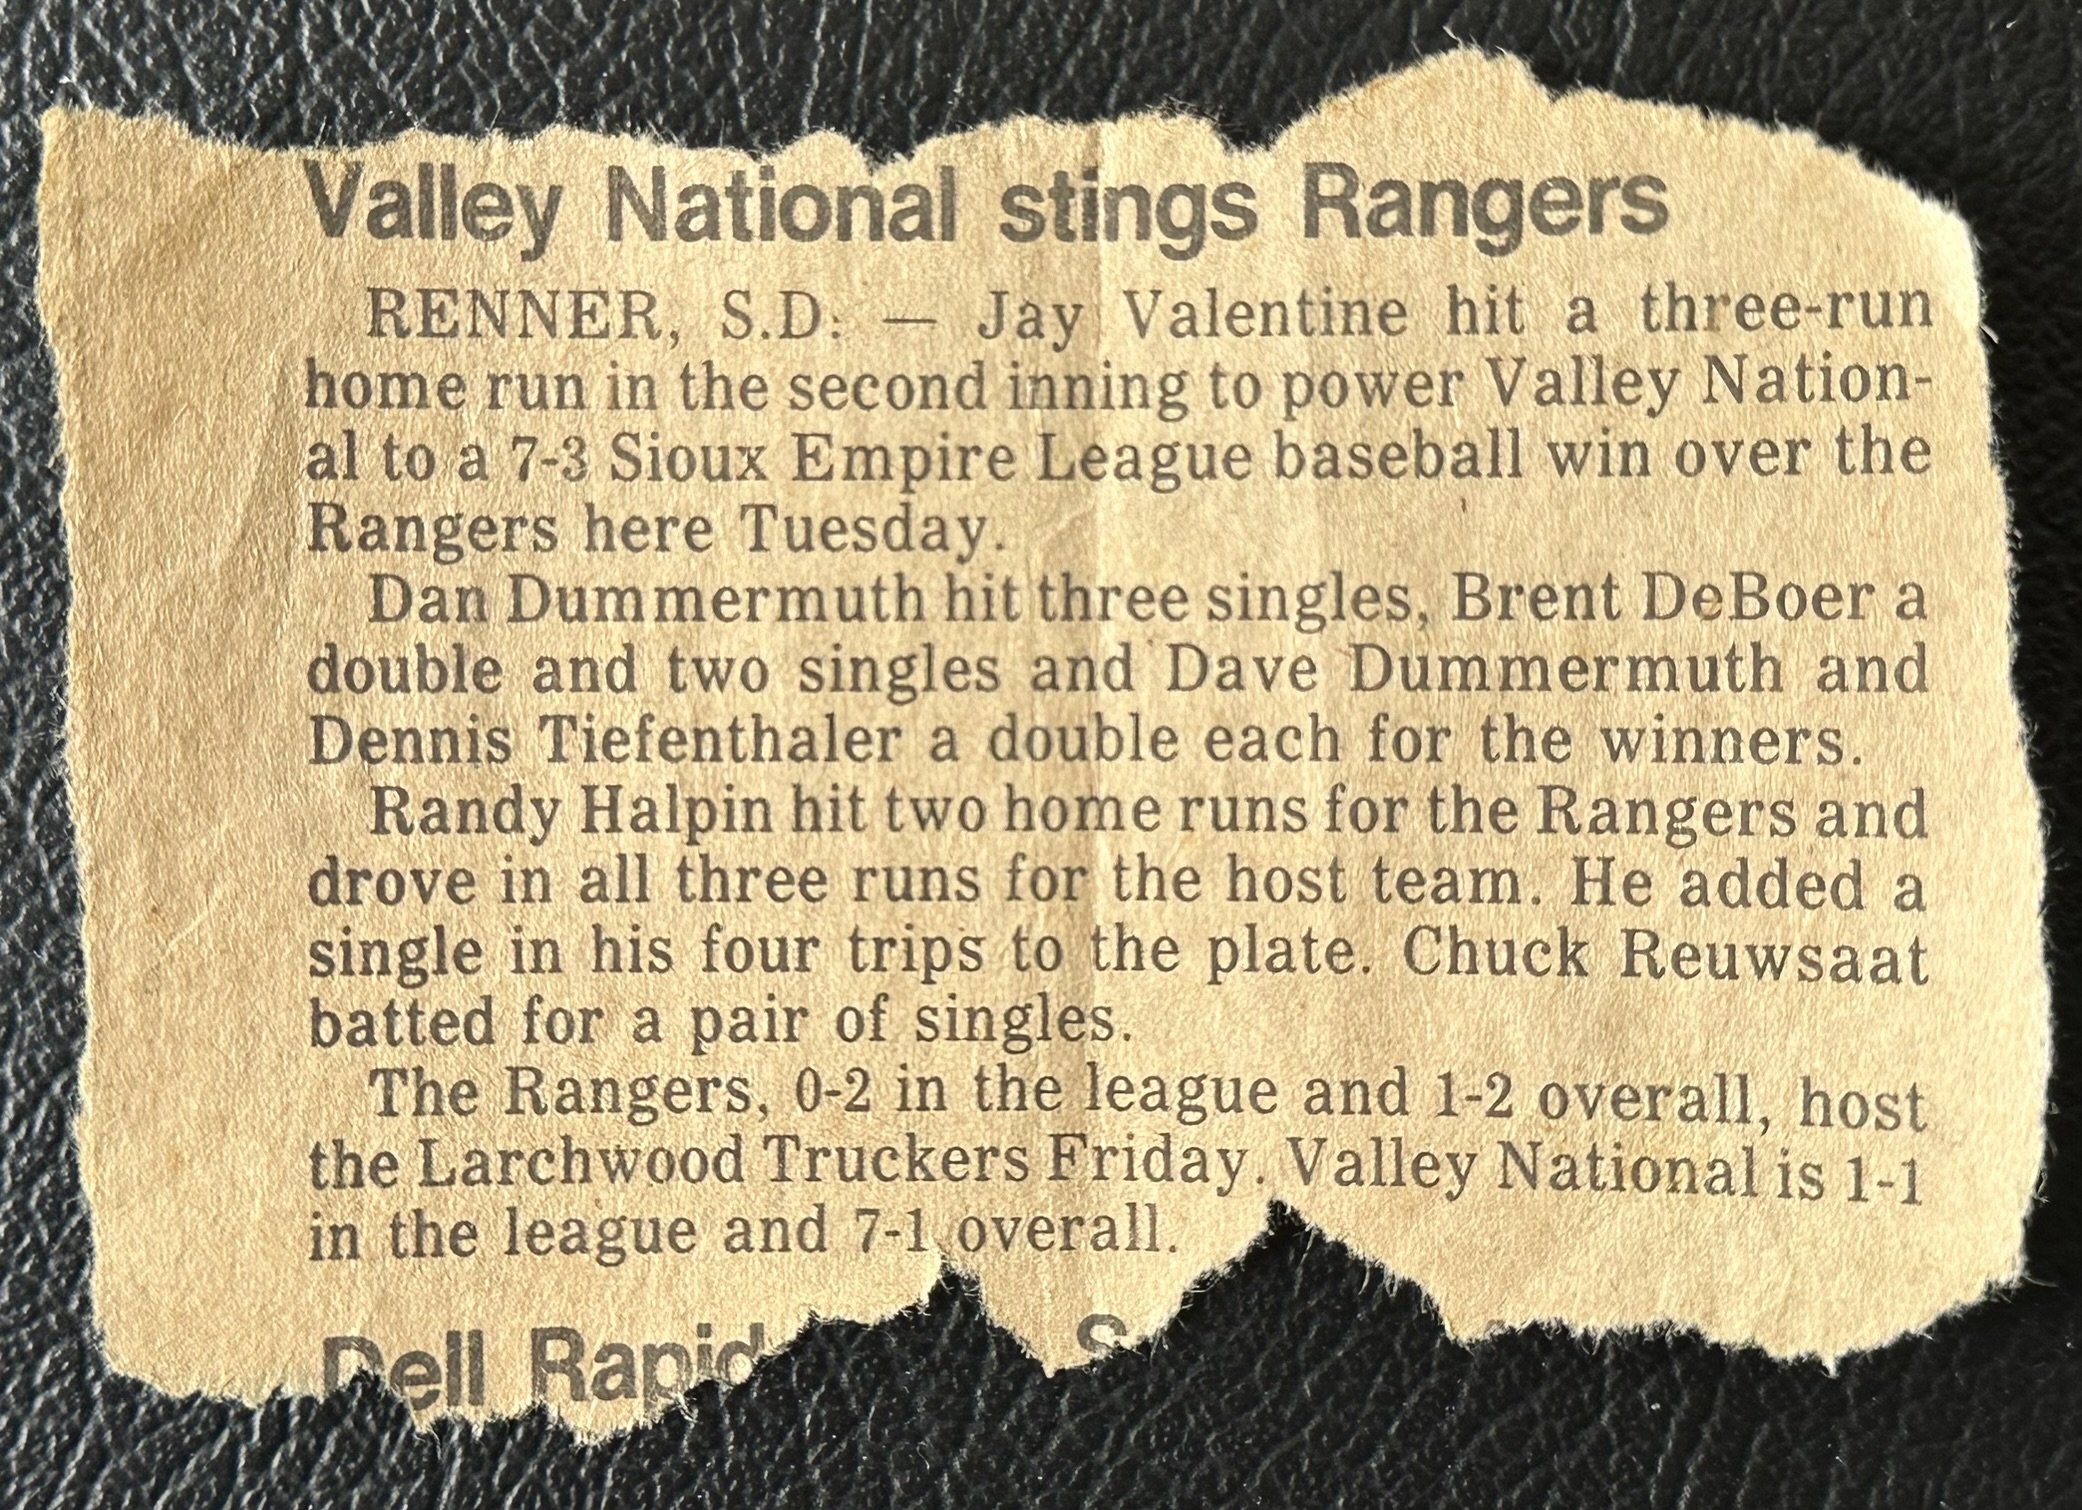 Valley National stings Rangers
RENNER, S.D. — Jay Valentine hit a three-run
home run in the second inning to power Valley Nation-
al to a 7-3 Sioux Empire League baseball win over the
Rangers here Tuesday.
Dan Dummermuth hit three singles, Brent DeBoer a
double and two singles and Dave Dummermuth and
Dennis Tiefenthaler a double each for the winners.
Randy Halpin hit two home runs for the Rangers and
drove in all three runs for the host team. He added a
single in his four trips to the plate. Chuck Reuwsaat
batted for a pair of singles.
The Rangers, 0-2 in the league and 1-2 overall, host
the Larchwood Truckers Friday. Valley National is 1-1
in the league and 7-1 overall.
Dell Rapid